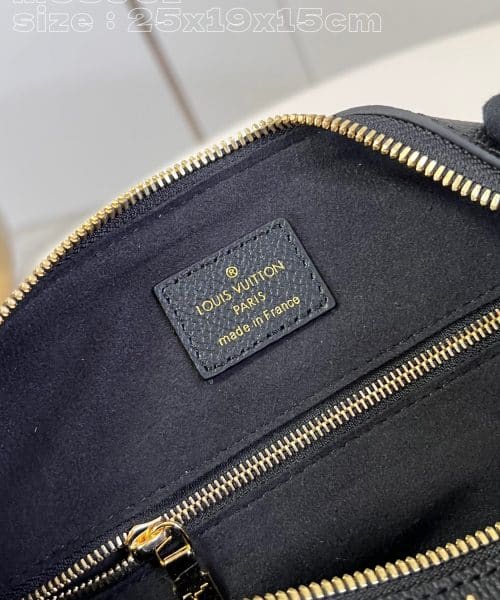 size : 25x19x15cm
®
LOUIS VUITTON
PARIS
made in France